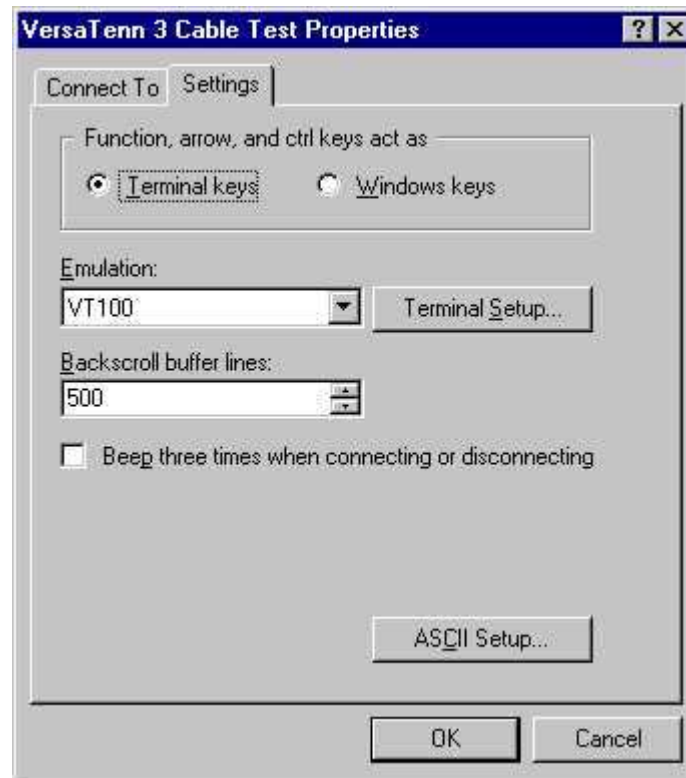 VersaTenn 3 Cable Test Properties
Connect To Settings
Function, arrow, and ctrl keys act as
Terminal keys Windows keys
Emulation:
VT100 Terminal Setup...
Backscroll buffer lines:
500
Beep three times when connecting or disconnecting
ASCII Setup...
OK Cancel